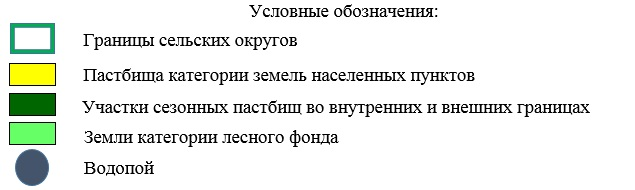 Условные обозначения:
Границы сельских округов
Пастбища категории земель населенных пунктов
Участки сезонных пастбищ во внутренних и внешних границах
Земли категории лесного фонда
Водопой